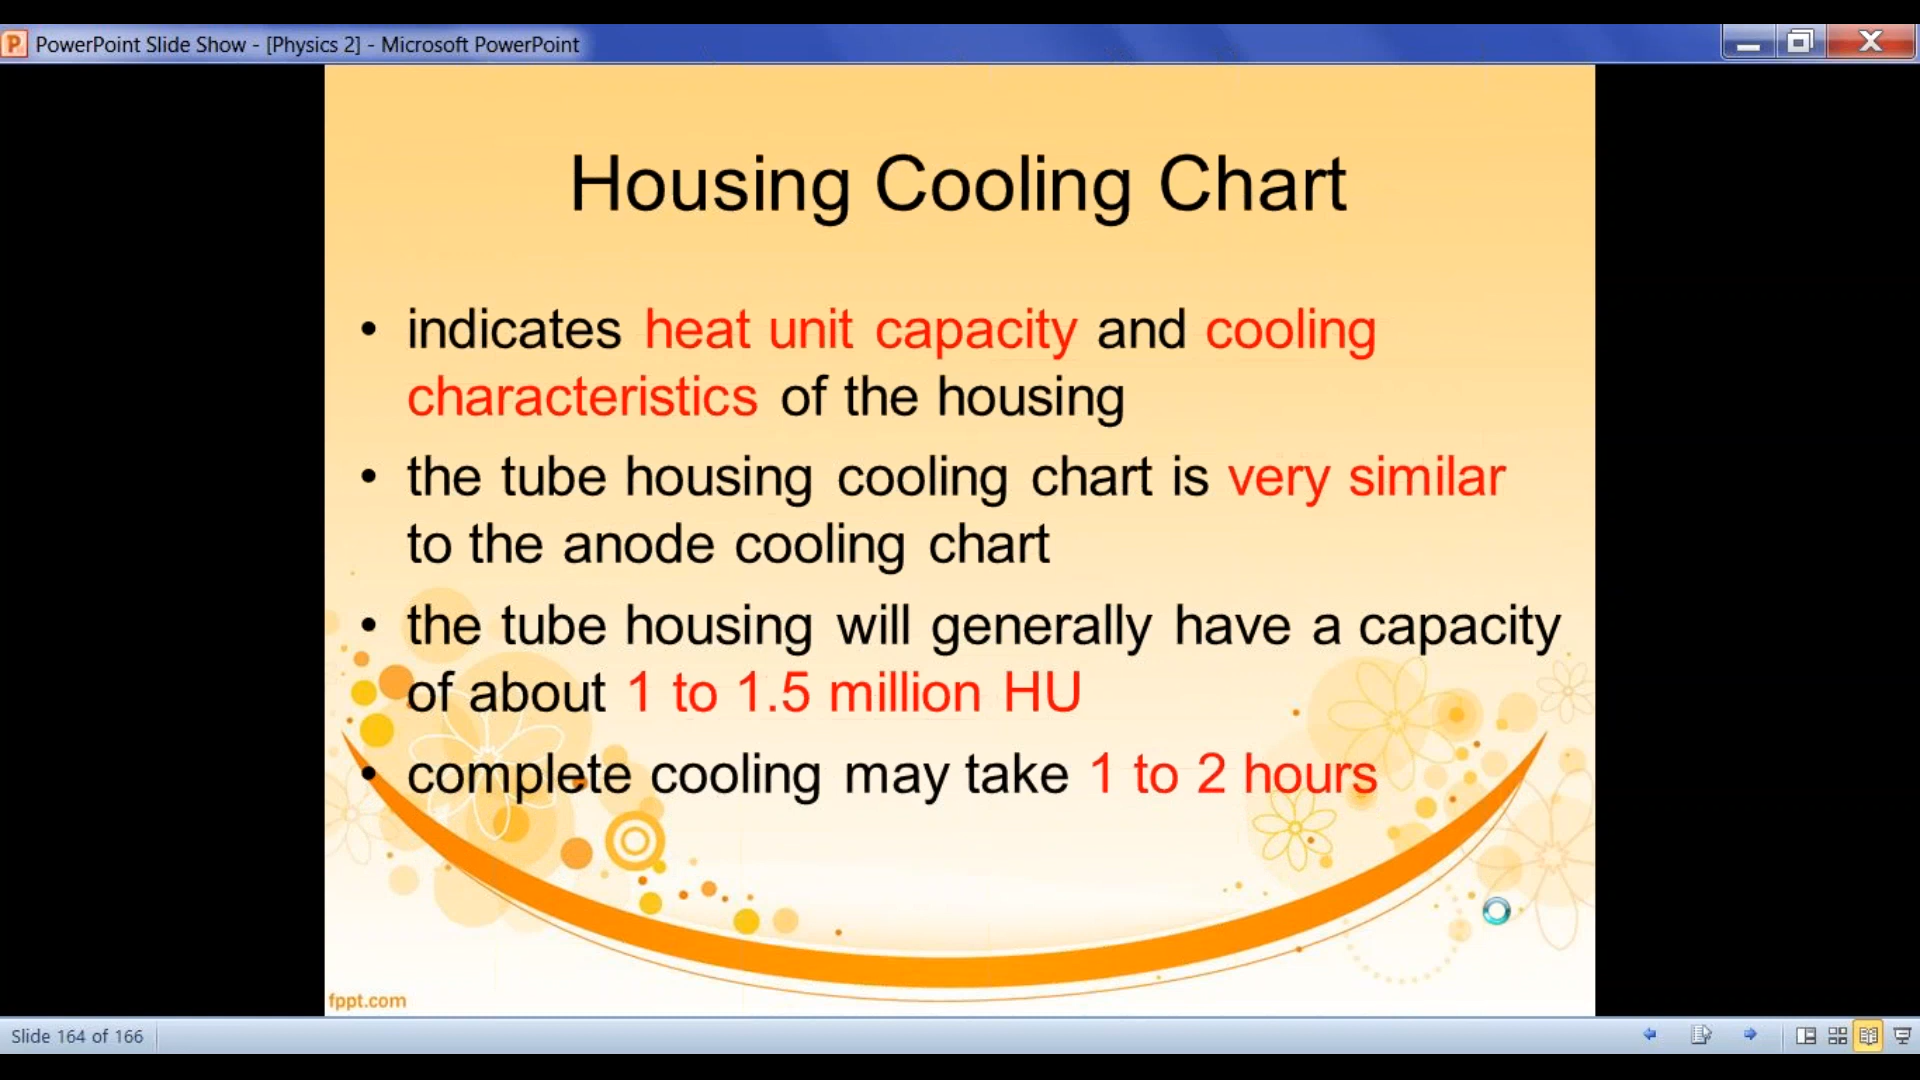 PowerPoint Slide Show - [Physics 2] - Microsoft PowerPoint
Housing Cooling Chart
• indicates heat unit capacity and cooling
characteristics of the housing
• the tube housing cooling chart is very similar
to the anode cooling chart
• the tube housing will generally have a capacity
of about 1 to 1.5 million HU
• complete cooling may take 1 to 2 hours
fppt.com
Slide 164 of 166